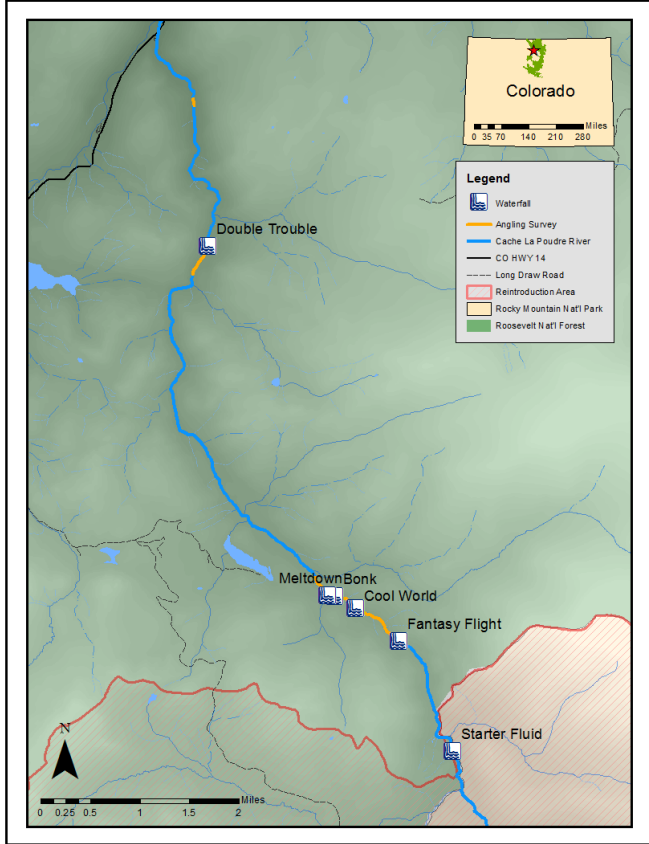 Colorado
Miles
0 35 70 140 210 280
Legend
Waterfall
Angling Survey
Cache La Poudre River
CO HWY 14
Long Draw Road
Reintroduction Area
Rocky Mountain Nat'l Park
Roosevelt Nat'l Forest
Double Trouble
Meltdown Bonk
Cool World
Fantasy Flight
Starter Fluid
N
Miles
0 0.25 0.5 1 1.5 2